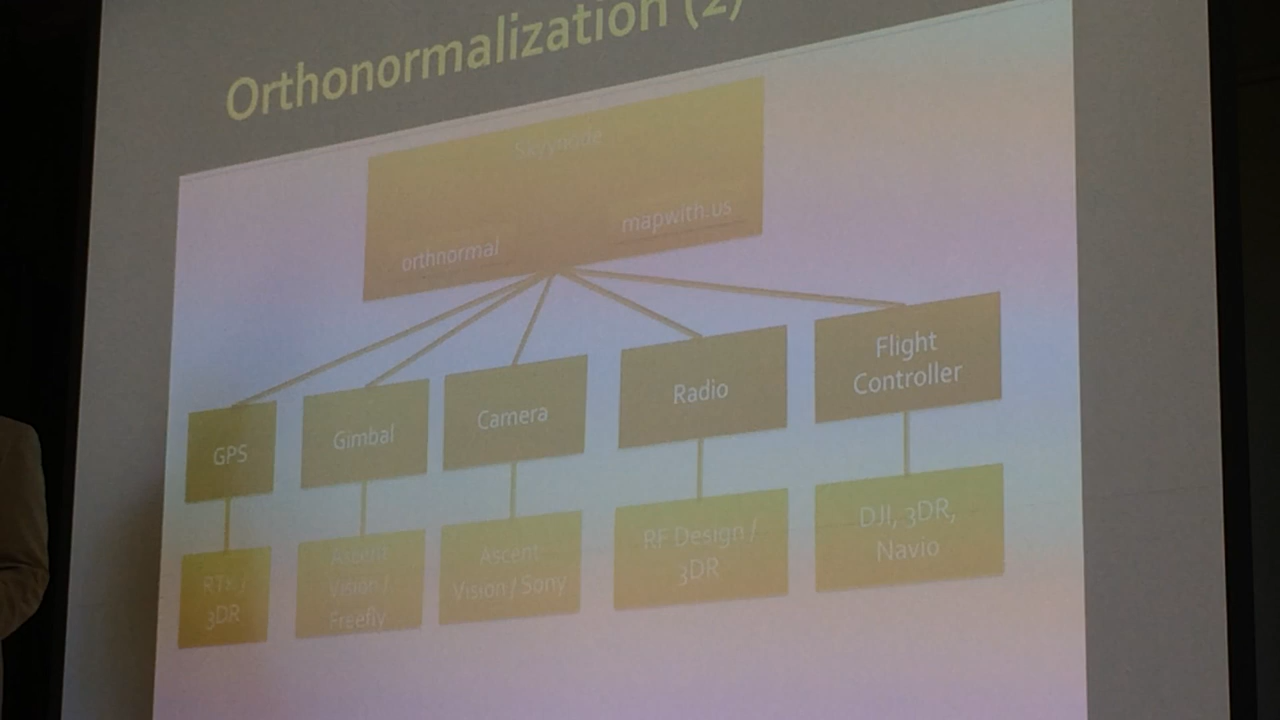 Orthonormalization (2)
Skyynode
orthnormal
mapwith.us
GPS
Gimbal
Camera
Radio
Flight
Controller
3DR
Ascent
Vision /
Freefly
Ascent
Vision / Sony
RF Design /
3DR
DJI, 3DR,
Navio